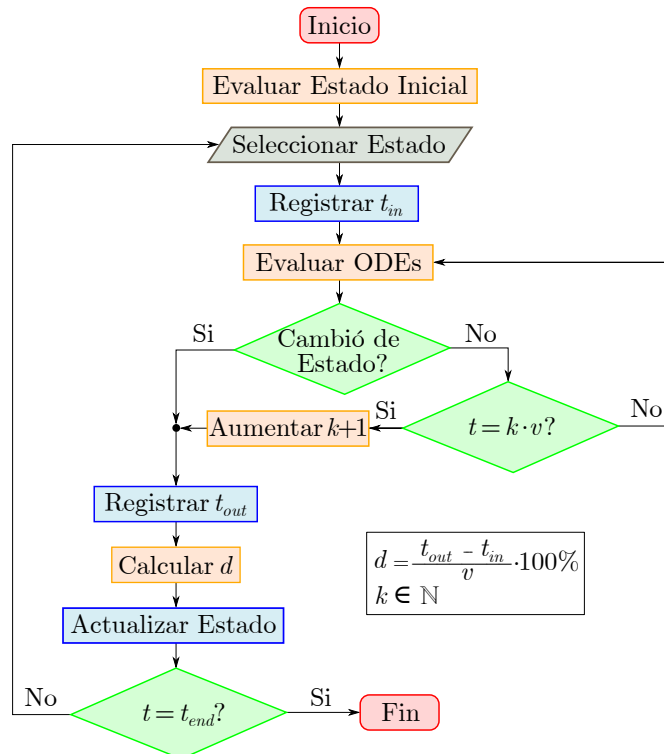 Inicio
Evaluar Estado Inicial
Seleccionar Estado
Registrar t_in
Evaluar ODEs
Cambió de
Estado?
Si
No
t = k · v?
Si
No
Aumentar k+1
Registrar t_out
Calcular d
Actualizar Estado
t = t_end?
No
Si
Fin
d = (t_out - t_in)/v · 100%
k ∈ ℕ